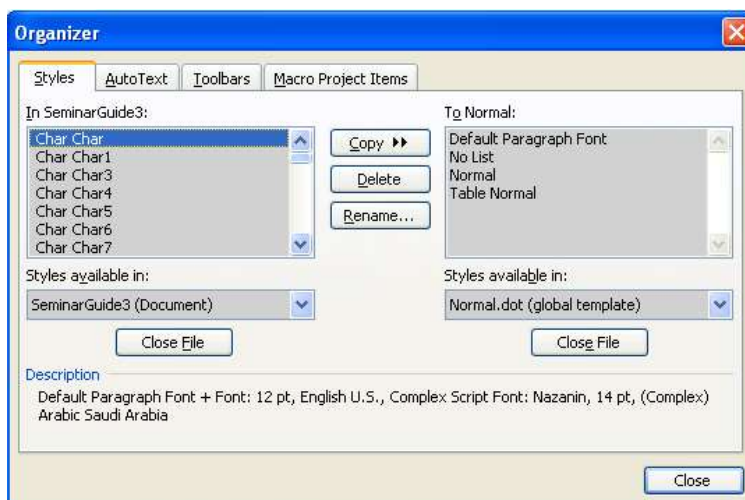 Organizer
Styles AutoText Toolbars Macro Project Items
In SeminarGuide3:
Char Char
Char Char1
Char Char3
Char Char4
Char Char5
Char Char6
Char Char7
Copy
Delete
Rename...
To Normal:
Default Paragraph Font
No List
Normal
Table Normal
Styles available in:
SeminarGuide3 (Document)
Close File
Styles available in:
Normal.dot (global template)
Close File
Description
Default Paragraph Font + Font: 12 pt, English U.S., Complex Script Font: Nazanin, 14 pt, (Complex)
Arabic Saudi Arabia
Close